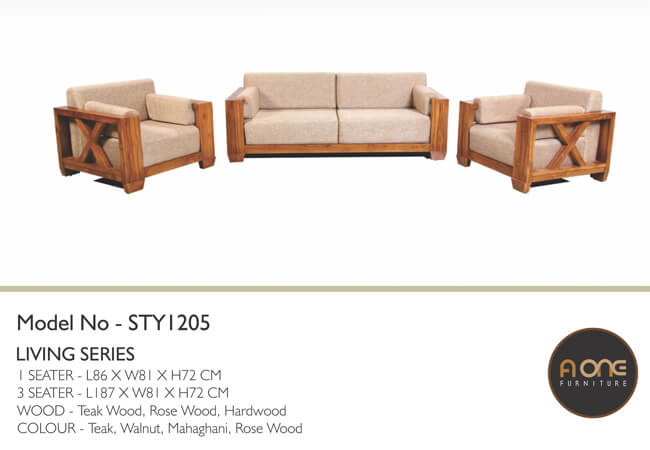 Model No - STY1205
LIVING SERIES
1 SEATER - L86 X W81 X H72 CM
3 SEATER - L187 X W81 X H72 CM
WOOD - Teak Wood, Rose Wood, Hardwood
COLOUR - Teak, Walnut, Mahaghani, Rose Wood
A ONE
FURNITURE